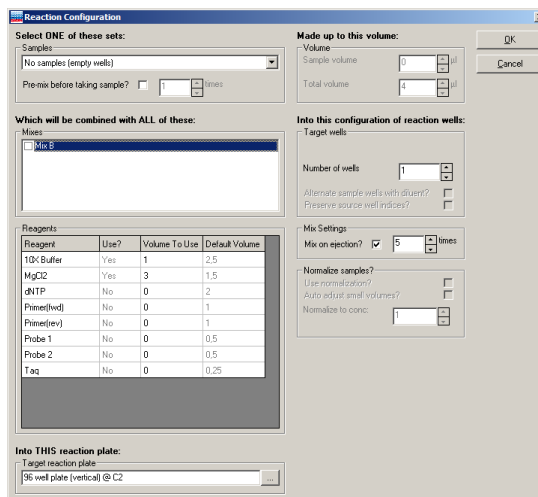 Reaction Configuration
Select ONE of these sets:
Samples
No samples (empty wells)
Pre-mix before taking sample?
1
times
Which will be combined with ALL of these:
Mixes
Mix B
Reagents
Reagent Use? Volume To Use Default Volume
10X Buffer Yes 1 2,5
MgCl2 Yes 3 1,5
dNTP No 0 2
Primer(fwd) No 0 1
Primer(rev) No 0 1
Probe 1 No 0 0,5
Probe 2 No 0 0,5
Taq No 0 0,25
Into THIS reaction plate:
Target reaction plate
96 well plate (vertical) @ C2
...
Made up to this volume:
Volume
Sample volume 0 µl
Total volume 4 µl
Into this configuration of reaction wells:
Target wells
Number of wells 1
Alternate sample wells with diluent?
Preserve source well indices?
Mix Settings
Mix on ejection? 5 times
Normalize samples?
Use normalization?
Auto adjust small volumes?
Normalize to conc: 1
OK
Cancel